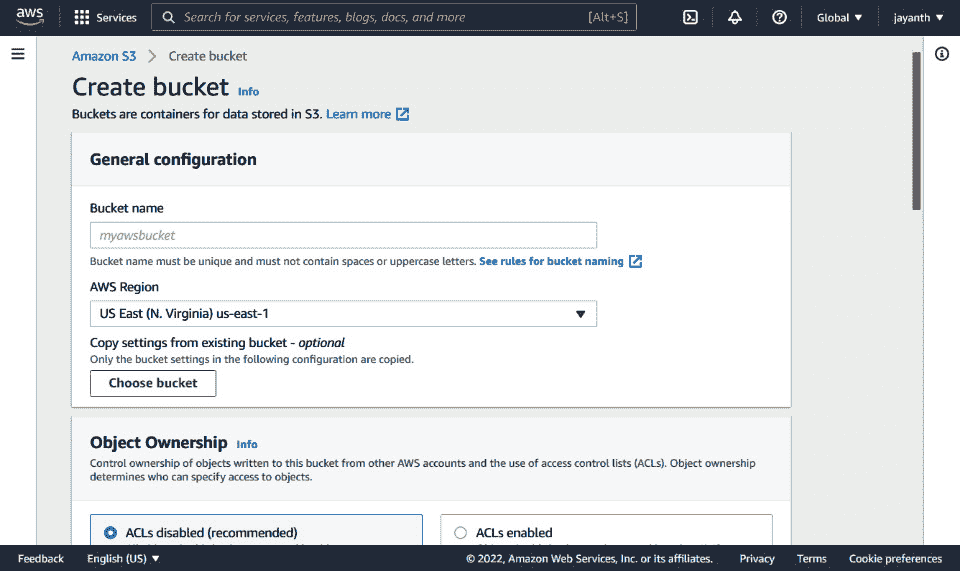 aws
Services
Search for services, features, blogs, docs, and more
[Alt+S]
Global
jayanth
Amazon S3
Create bucket
Create bucket Info
Buckets are containers for data stored in S3. Learn more
General configuration
Bucket name
myawsbucket
Bucket name must be unique and must not contain spaces or uppercase letters. See rules for bucket naming
AWS Region
US East (N. Virginia) us-east-1
Copy settings from existing bucket - optional
Only the bucket settings in the following configuration are copied.
Choose bucket
Object Ownership Info
Control ownership of objects written to this bucket from other AWS accounts and the use of access control lists (ACLs). Object ownership
determines who can specify access to objects.
ACLs disabled (recommended)
ACLs enabled
Feedback
English (US)
© 2022, Amazon Web Services, Inc. or its affiliates.
Privacy
Terms
Cookie preferences